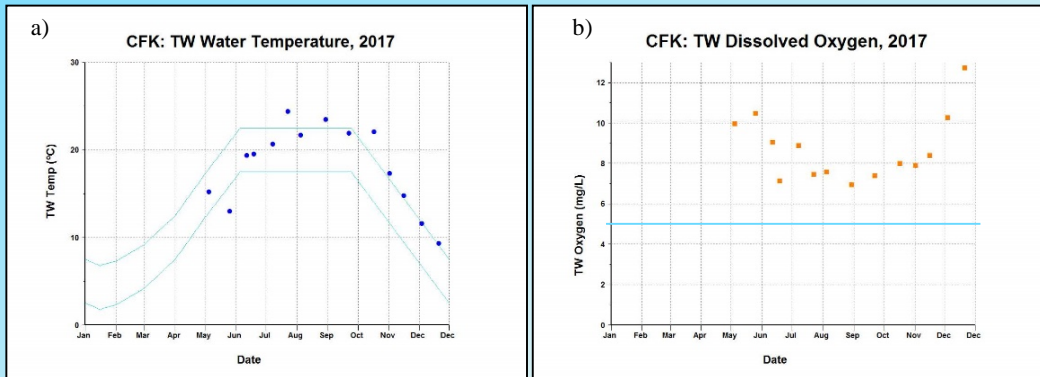 a)
CFK: TW Water Temperature, 2017
30
20
10
0
TW Temp (°C)
Jan Feb Mar Apr May Jun Jul Aug Sep Oct Nov Dec Dec
Date
b)
CFK: TW Dissolved Oxygen, 2017
12
10
8
6
4
2
0
TW Oxygen (mg/L)
Jan Feb Mar Apr May Jun Jul Aug Sep Oct Nov Dec Dec
Date